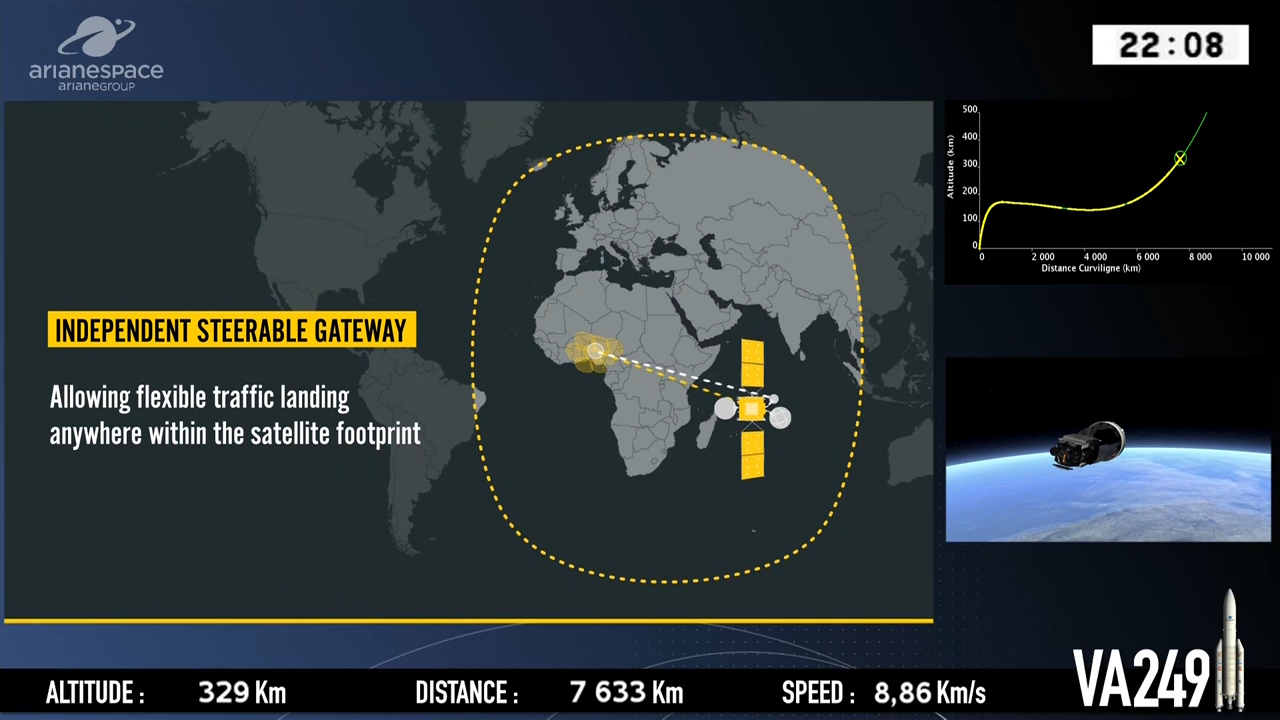 arianespace
arianeGROUP
22:08
INDEPENDENT STEERABLE GATEWAY
Allowing flexible traffic landing
anywhere within the satellite footprint
Altitude (km)
500
400
300
200
100
0
0 2 000 4 000 6 000 8 000 10 000
Distance Curviligne (km)
ALTITUDE : 329 Km DISTANCE : 7 633 Km SPEED : 8,86 Km/s
VA249